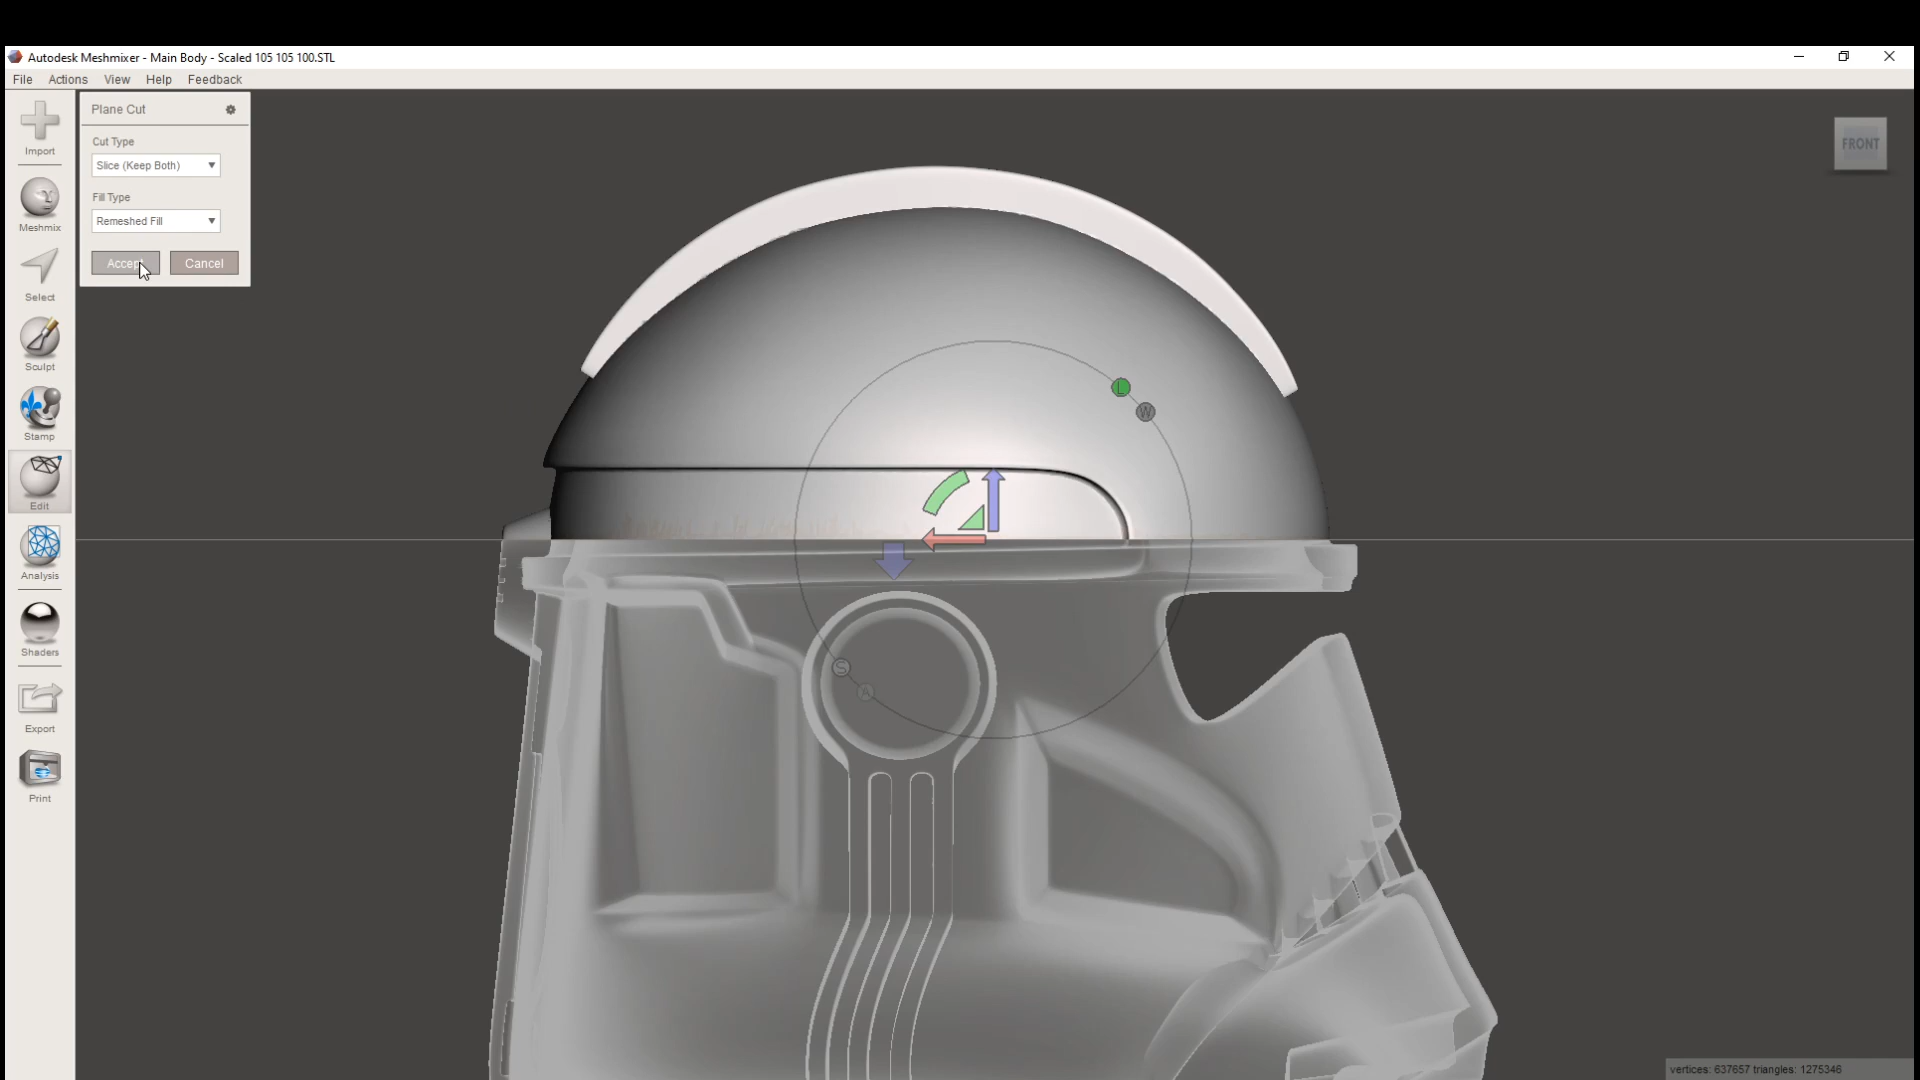 Autodesk Meshmixer - Main Body - Scaled 105 105 100.STL
File Actions View Help Feedback
Import
Meshmix
Select
Sculpt
Stamp
Edit
Analysis
Shaders
Export
Print
Plane Cut
Cut Type
Slice (Keep Both)
Fill Type
Remeshed Fill
Accept Cancel
FRONT
L
W
S
A
vertices: 637657 triangles: 1275346